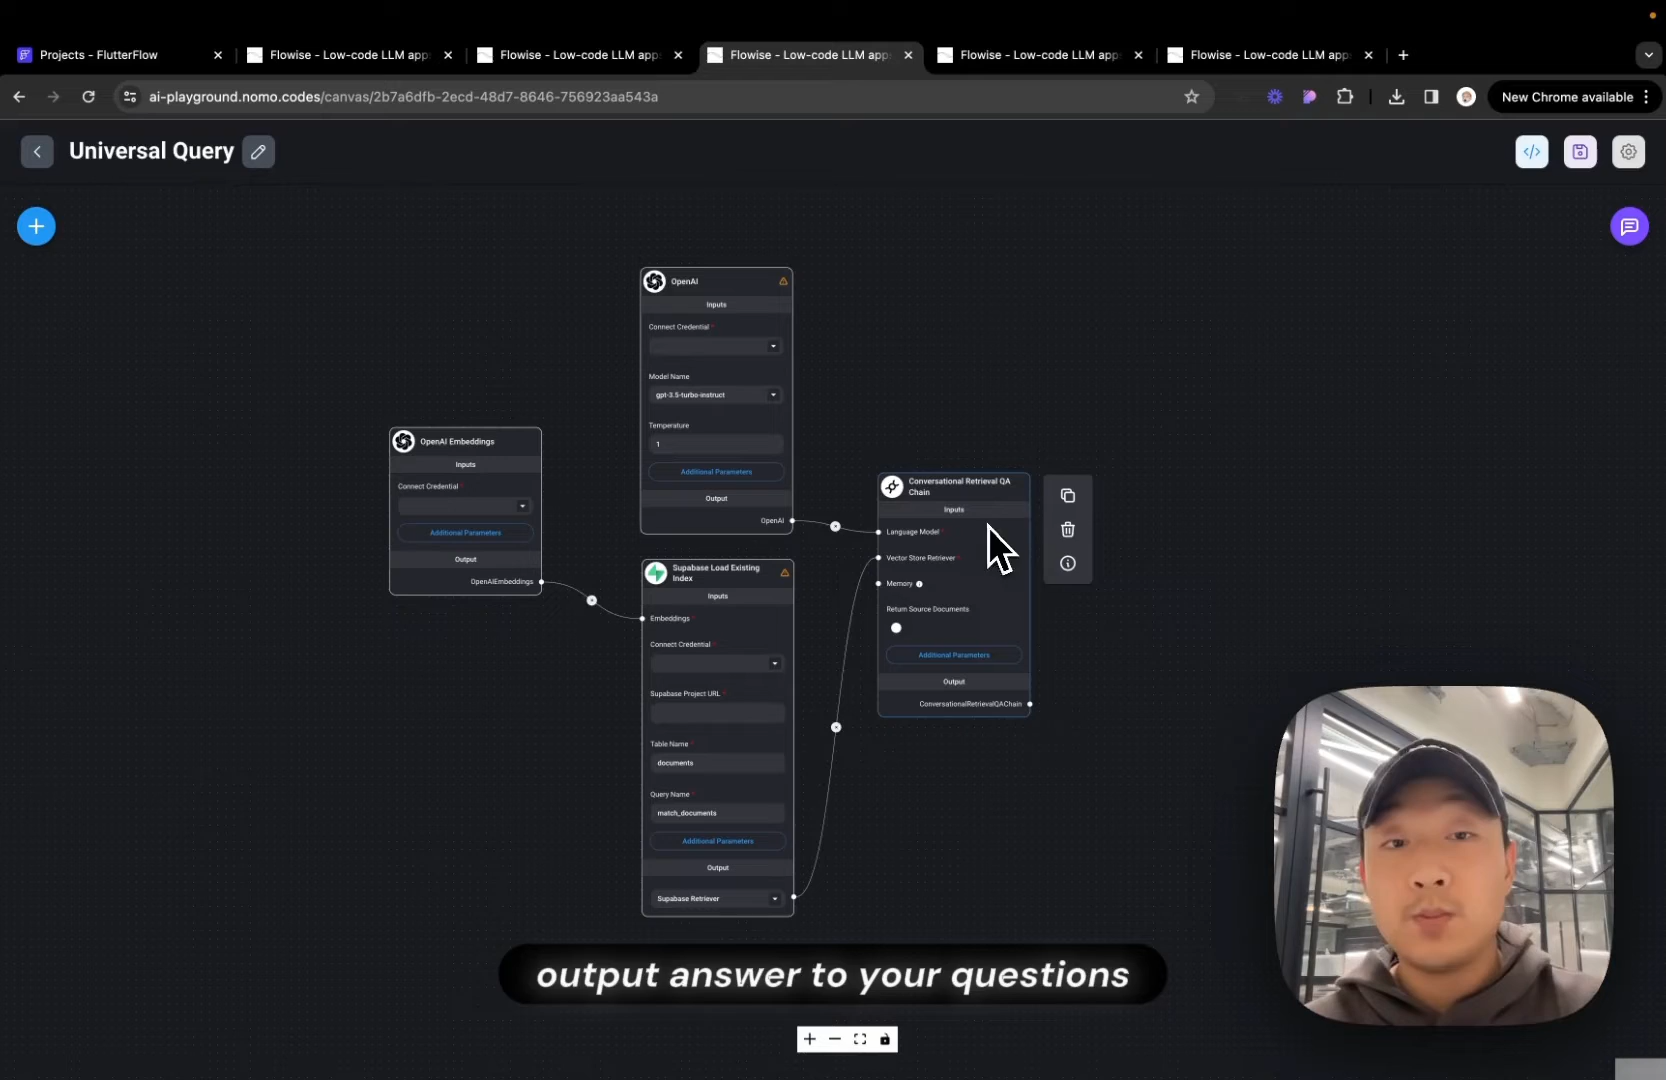 Projects - FlutterFlow
Flowise - Low-code LLM app
Flowise - Low-code LLM app
Flowise - Low-code LLM app
Flowise - Low-code LLM app
Flowise - Low-code LLM app
ai-playground.nomo.codes/canvas/2b7a6dfb-2ecd-48d7-8646-756923aa543a
New Chrome available
Universal Query
OpenAI
Inputs
Connect Credential *
Model Name
gpt-3.5-turbo-instruct
Temperature
1
Additional Parameters
Output
OpenAI
OpenAI Embeddings
Inputs
Connect Credential *
Additional Parameters
Output
OpenAIEmbeddings
Supabase Load Existing
Index
Inputs
Embeddings *
Connect Credential *
Supabase Project URL *
Table Name *
documents
Query Name *
match_documents
Additional Parameters
Output
Supabase Retriever
Conversational Retrieval QA
Chain
Inputs
Language Model *
Vector Store Retriever *
Memory
Return Source Documents
Additional Parameters
Output
ConversationalRetrievalQAChain
output answer to your questions